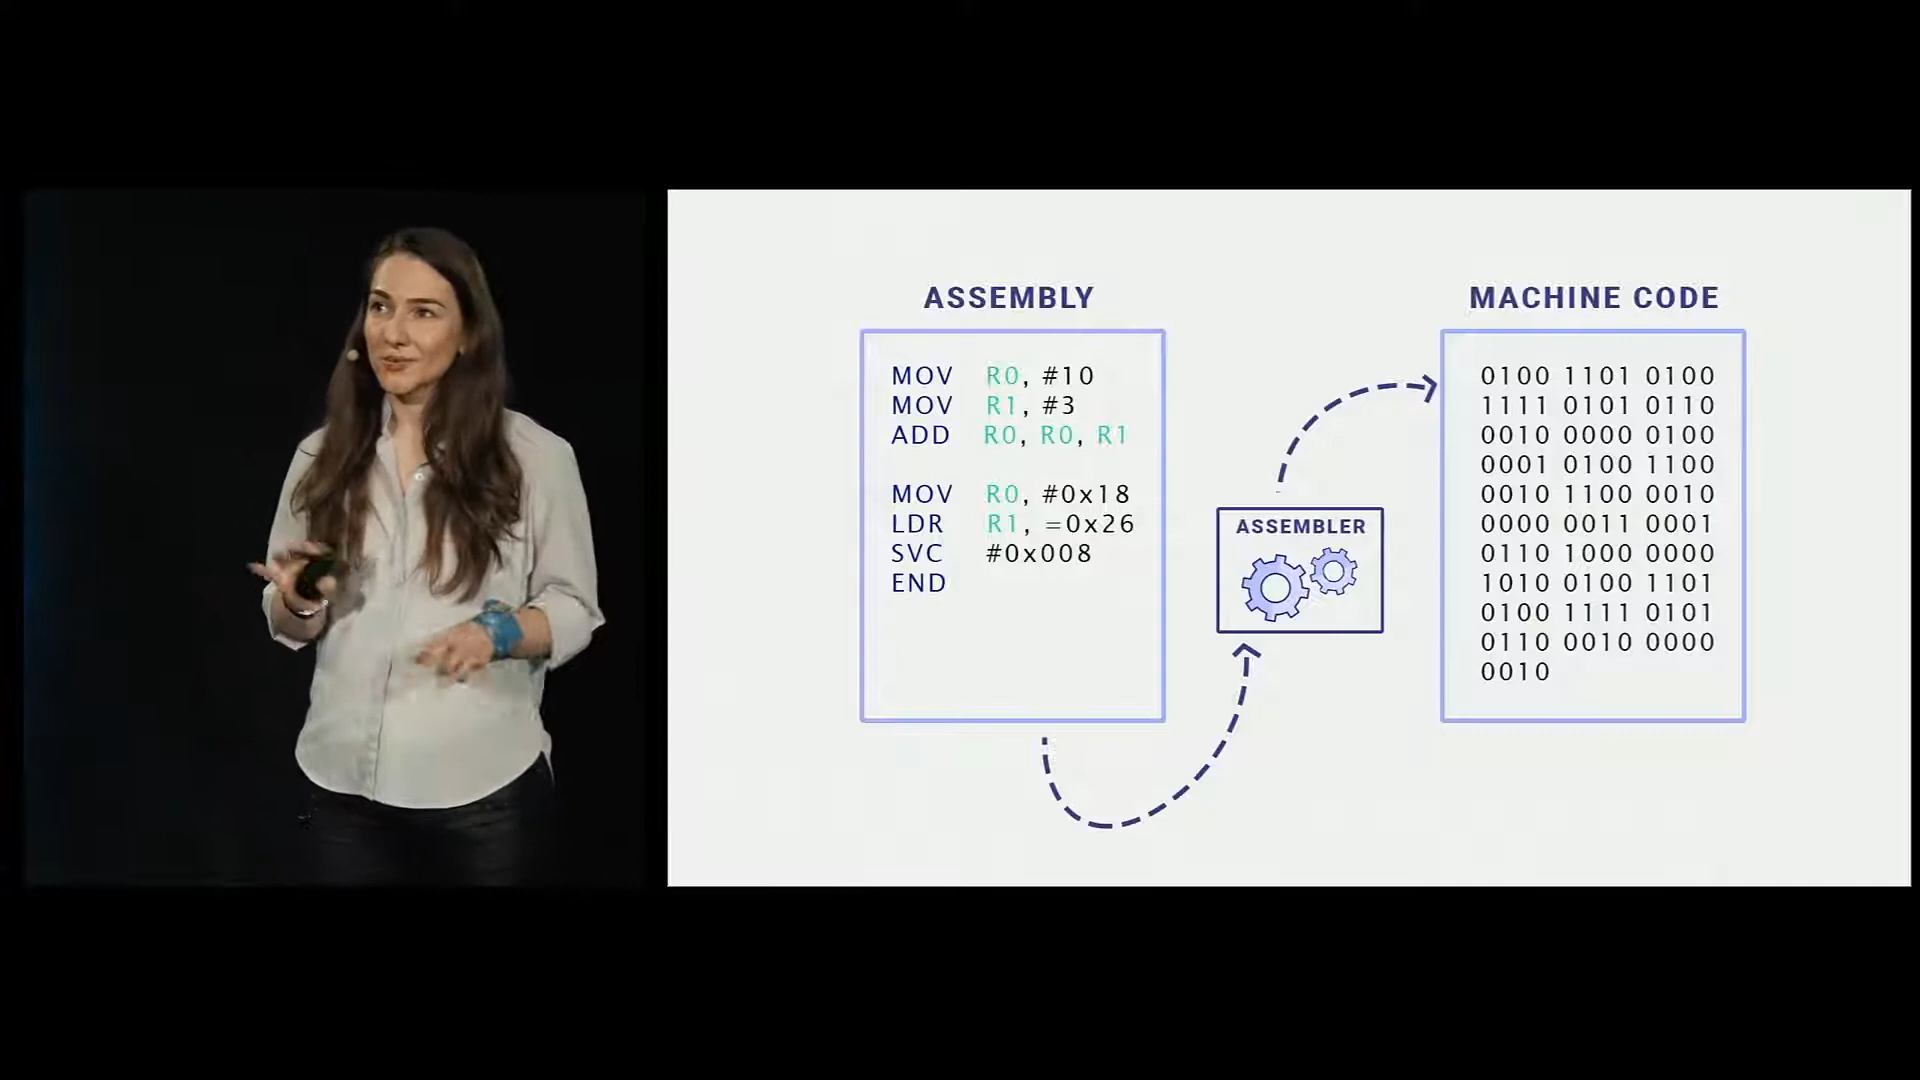 ASSEMBLY
MOV R0, #10
MOV R1, #3
ADD R0, R0, R1
MOV R0, #0x18
LDR R1, =0x26
SVC #0x008
END
ASSEMBLER
MACHINE CODE
0100 1101 0100
1111 0101 0110
0010 0000 0100
0001 0100 1100
0010 1100 0010
0000 0011 0001
0110 1000 0000
1010 0100 1101
0100 1111 0101
0110 0010 0000
0010